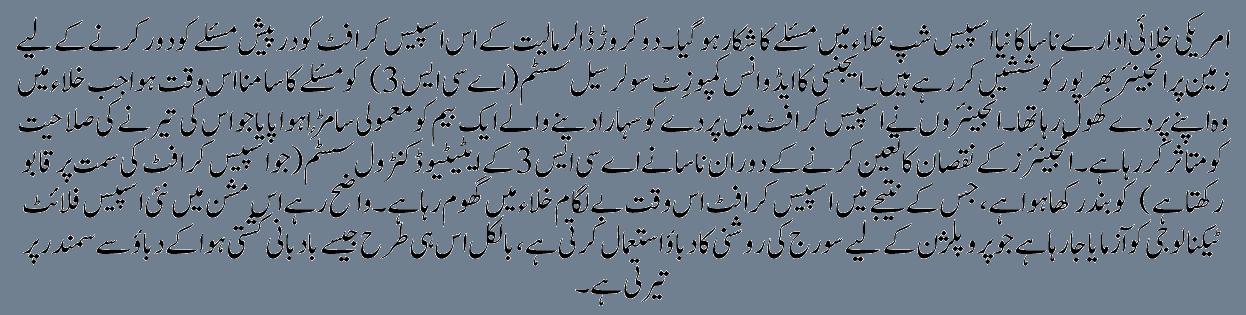 امریکی خلائی ادارے ناسا کا نیا اسپیس شپ خلاء میں مسئلے کا شکار ہو گیا۔ دو کروڑ ڈالر مالیت کے اس اسپیس کرافٹ کو درپیش مسئلے کو دور کرنے کے لیے
زمین پر انجینئر بھرپور کوششیں کر رہے ہیں۔ ایجنسی کا ایڈوانس کمپوزٹ سولر سیل سسٹم (اے سی ایس 3) کو مسئلے کا سامنا اس وقت ہوا جب خلاء میں
وہ اپنے پردے کھول رہا تھا۔ انجینئروں نے اسپیس کرافٹ میں پردے کو سہارا دینے والے ایک بیم کو معمولی سا مڑا ہوا پایا جو اس کی تیرنے کی صلاحیت
کو متاثر کر رہا ہے۔ انجینئرز کے نقصان کا تعین کرنے کے دوران ناسا نے اے سی ایس 3 کے ایٹیٹیوڈ کنٹرول سسٹم (جو اسپیس کرافٹ کی سمت پر قابو
رکھتا ہے) کو بند رکھا ہوا ہے، جس کے نتیجے میں اسپیس کرافٹ اس وقت بے لگام خلاء میں گھوم رہا ہے۔ واضح رہے اس مشن میں نئی اسپیس فلائٹ
ٹیکنالوجی کو آزمایا جا رہا ہے جو پروپلژن کے لیے سورج کی روشنی کا دباؤ استعمال کرتی ہے، بالکل اس ہی طرح جیسے بادبانی کشتی ہوا کے دباؤ سے سمندر پر
تیرتی ہے۔